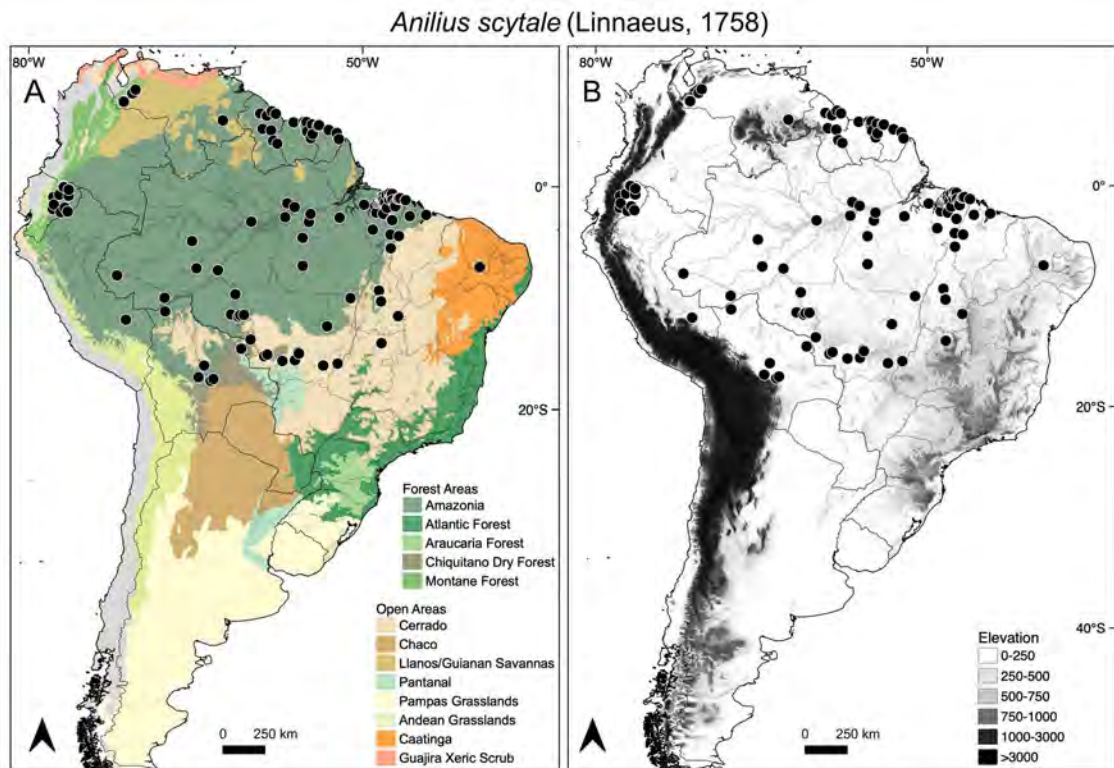 Anilius scytale (Linnaeus, 1758)
80°W
50°W
A
0°
20°S
Forest Areas
Amazonia
Atlantic Forest
Araucaria Forest
Chiquitano Dry Forest
Montane Forest
Open Areas
Cerrado
Chaco
Llanos/Guianan Savannas
Pantanal
Pampas Grasslands
Andean Grasslands
Caatinga
Guajira Xeric Scrub
0 250 km
80°W
50°W
B
0°
20°S
40°S
Elevation
0-250
250-500
500-750
750-1000
1000-3000
>3000
0 250 km